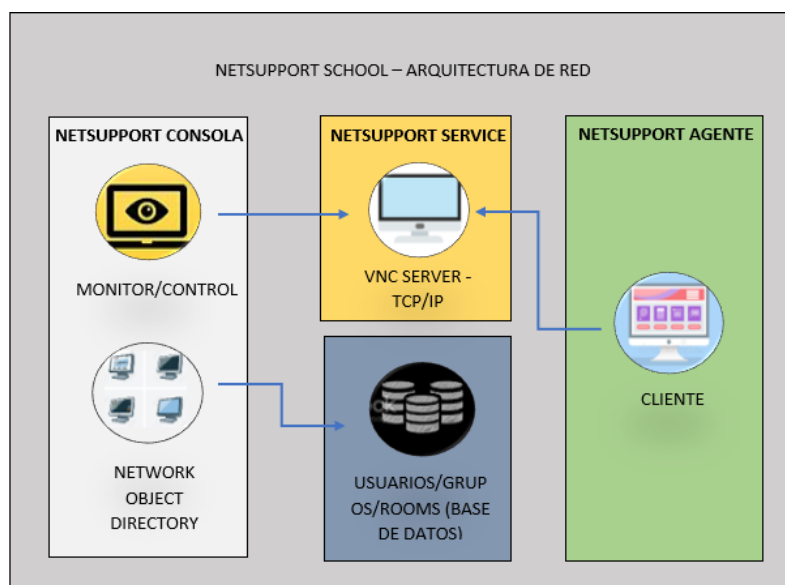 NETSUPPORT SCHOOL – ARQUITECTURA DE RED
NETSUPPORT CONSOLA
MONITOR/CONTROL
NETWORK
OBJECT
DIRECTORY
NETSUPPORT SERVICE
VNC SERVER -
TCP/IP
USUARIOS/GRUP
OS/ROOMS (BASE
DE DATOS)
NETSUPPORT AGENTE
CLIENTE